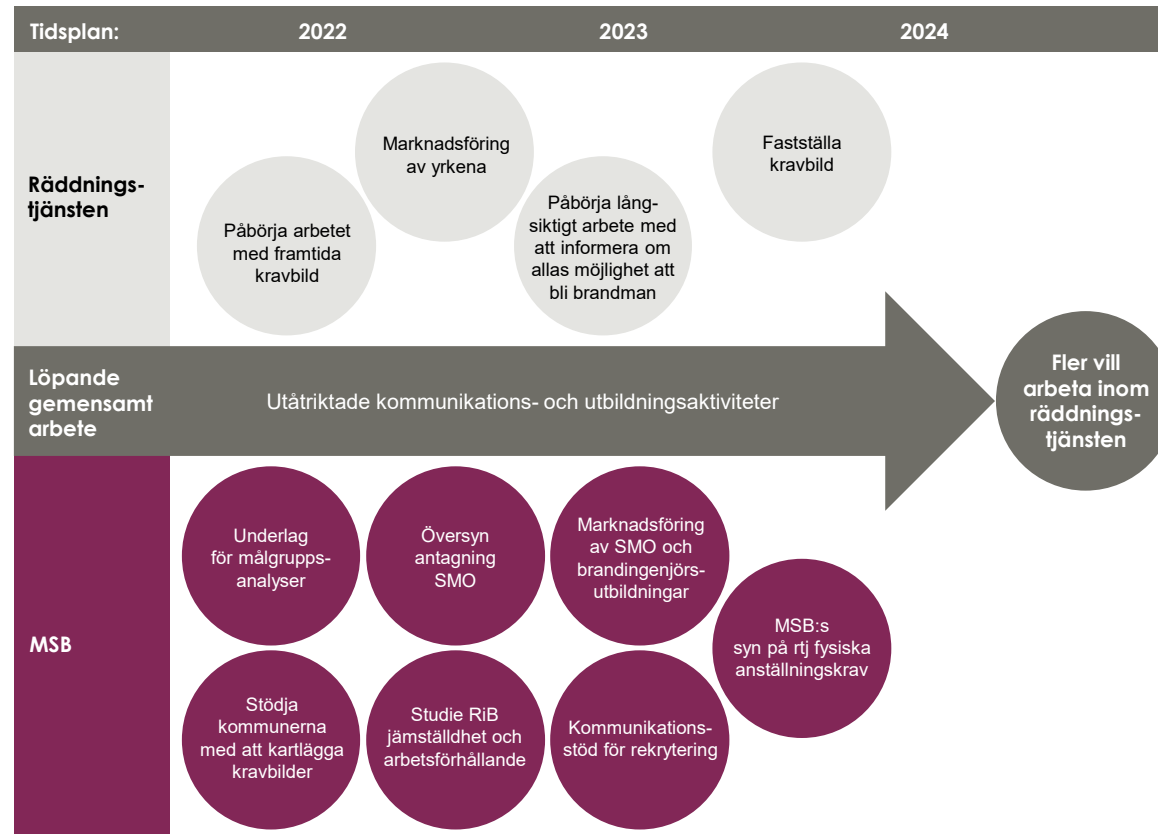 Tidsplan:
2022
2023
2024
Räddnings-
tjänsten
Påbörja arbetet
med framtida
kravbild
Marknadsföring
av yrkena
Påbörja lång-
siktigt arbete med
att informera om
allas möjlighet att
bli brandman
Fastställa
kravbild
Löpande
gemensamt
arbete
Utåtriktade kommunikations- och utbildningsaktiviteter
Fler vill
arbeta inom
räddnings-
tjänsten
MSB
Underlag
för målgrupps-
analyser
Översyn
antagning
SMO
Marknadsföring
av SMO och
brandingenjörs-
utbildningar
MSB:s
syn på rtj fysiska
anställningskrav
Stödja
kommunerna
med att kartlägga
kravbilder
Studie RiB
jämställdhet och
arbetsförhållande
Kommunikations-
stöd för rekrytering